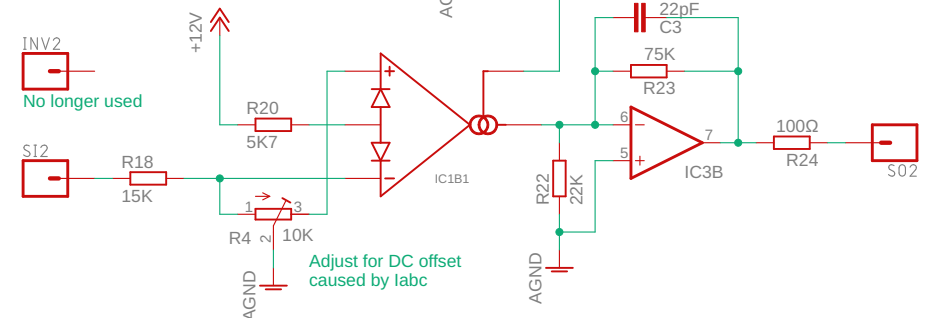 AG
22pF
C3
+12V
INV2
75K
No longer used
R23
R20
5K7
6
100Ω
7
SI2
R18
5
IC3B
R24
SO2
15K
IC1B1
R22
22K
1
3
R4
2
10K
Adjust for DC offset
caused by Iabc
AGND
AGND